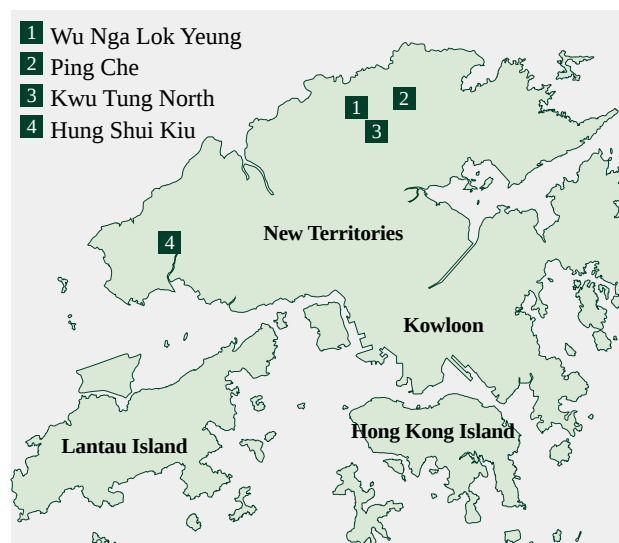 1 Wu Nga Lok Yeung
2 Ping Che
3 Kwu Tung North
4 Hung Shui Kiu
2
1
3
New Territories
4
Kowloon
Hong Kong Island
Lantau Island